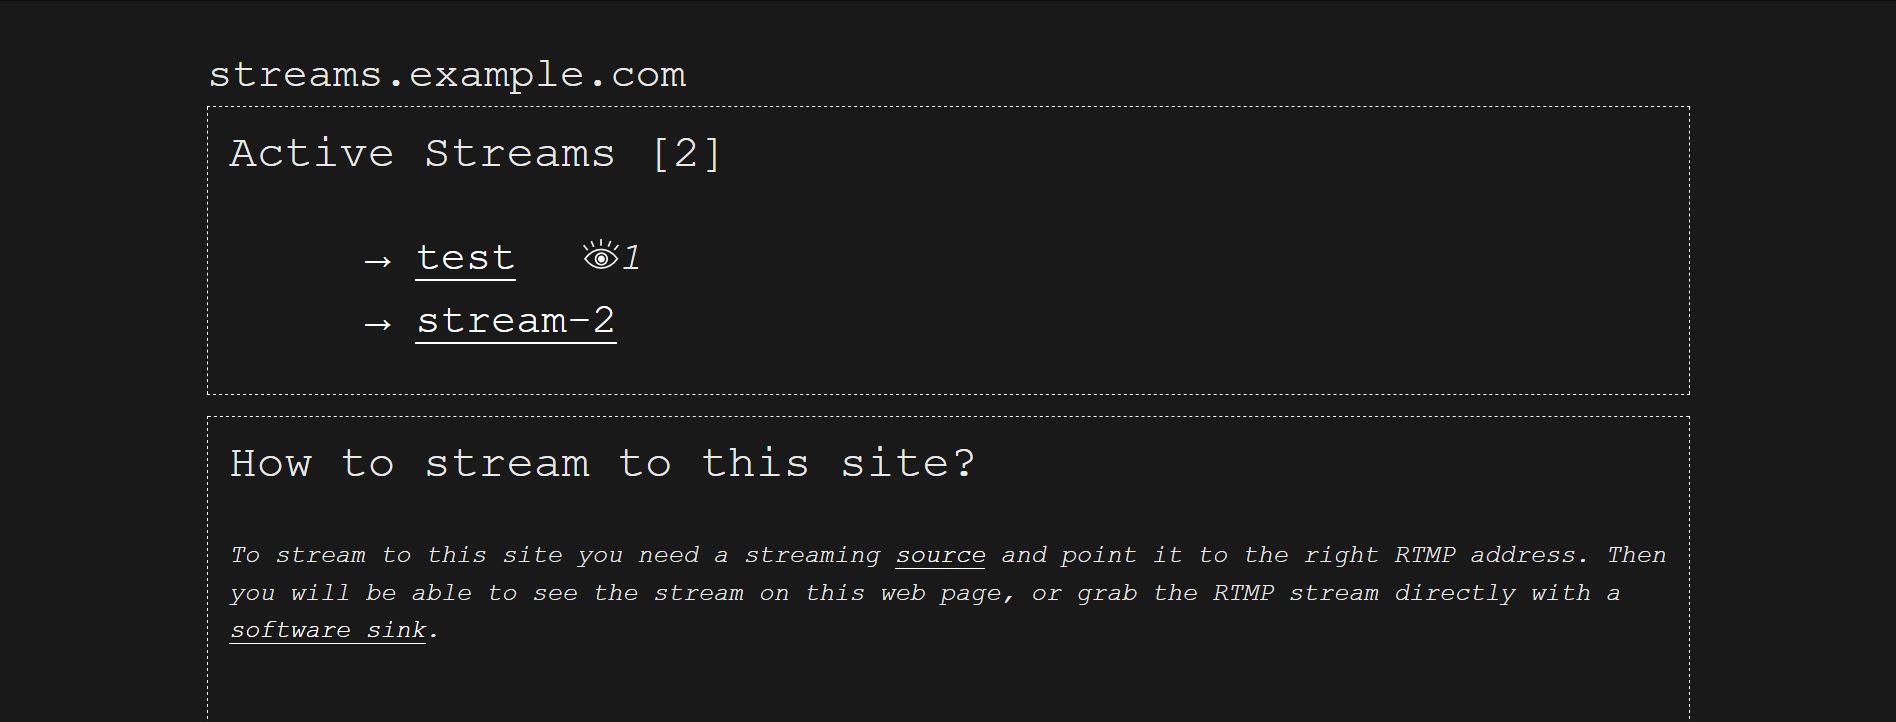 streams.example.com
Active Streams [2]
→ test 👁1
→ stream-2
How to stream to this site?
To stream to this site you need a streaming source and point it to the right RTMP address. Then
you will be able to see the stream on this web page, or grab the RTMP stream directly with a
software sink.